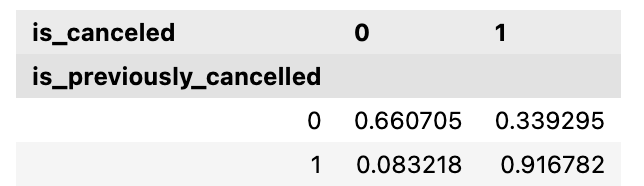 is_canceled 0 1
is_previously_cancelled
0 0.660705 0.339295
1 0.083218 0.916782